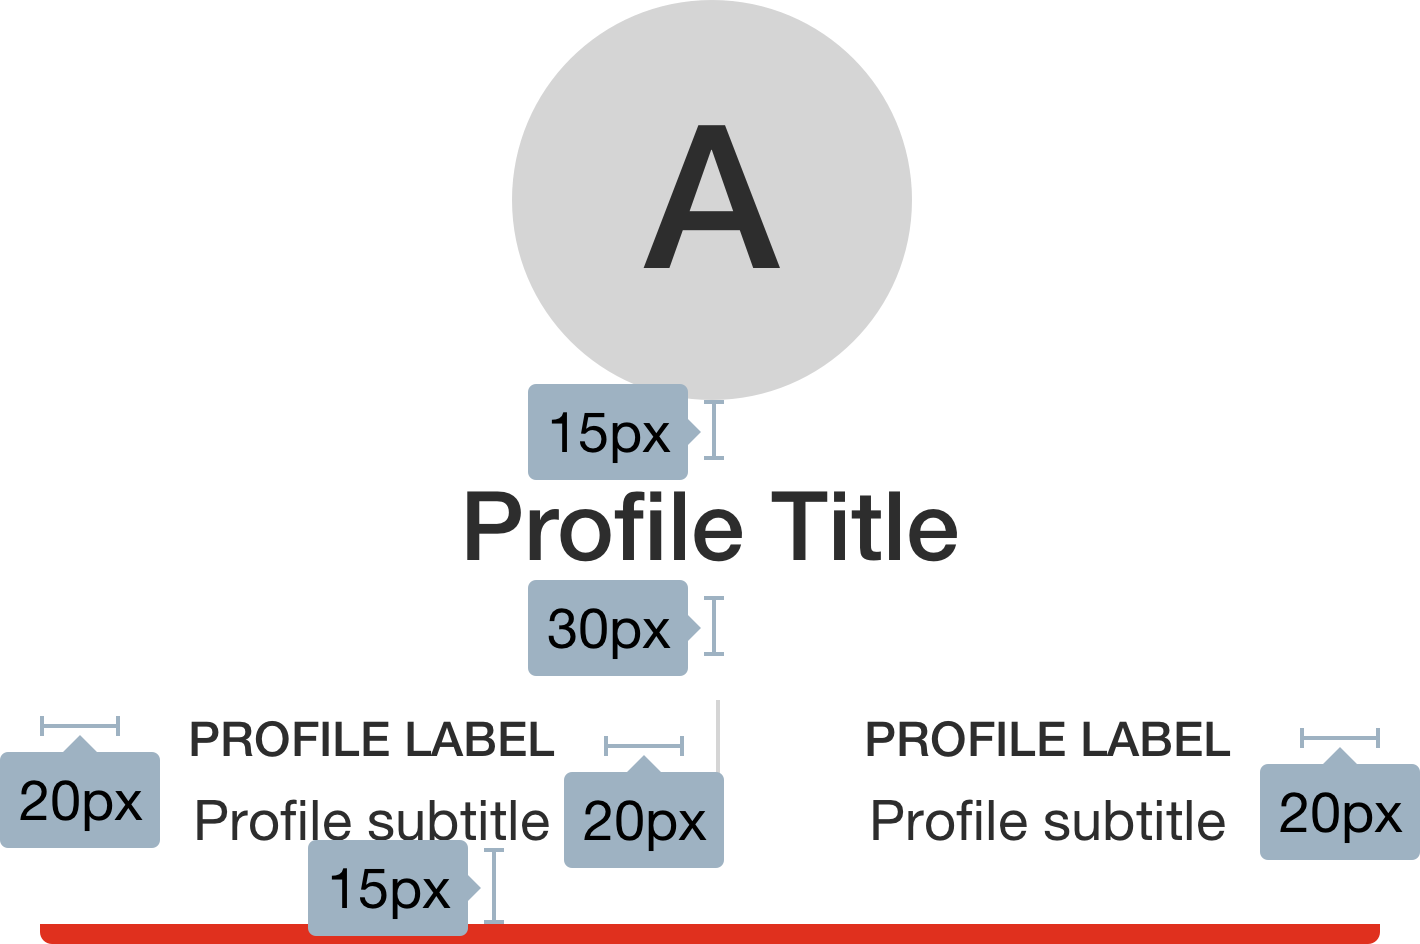 A
15px
Profile Title
30px
PROFILE LABEL
PROFILE LABEL
20px
Profile subtitle
20px
Profile subtitle
20px
15px